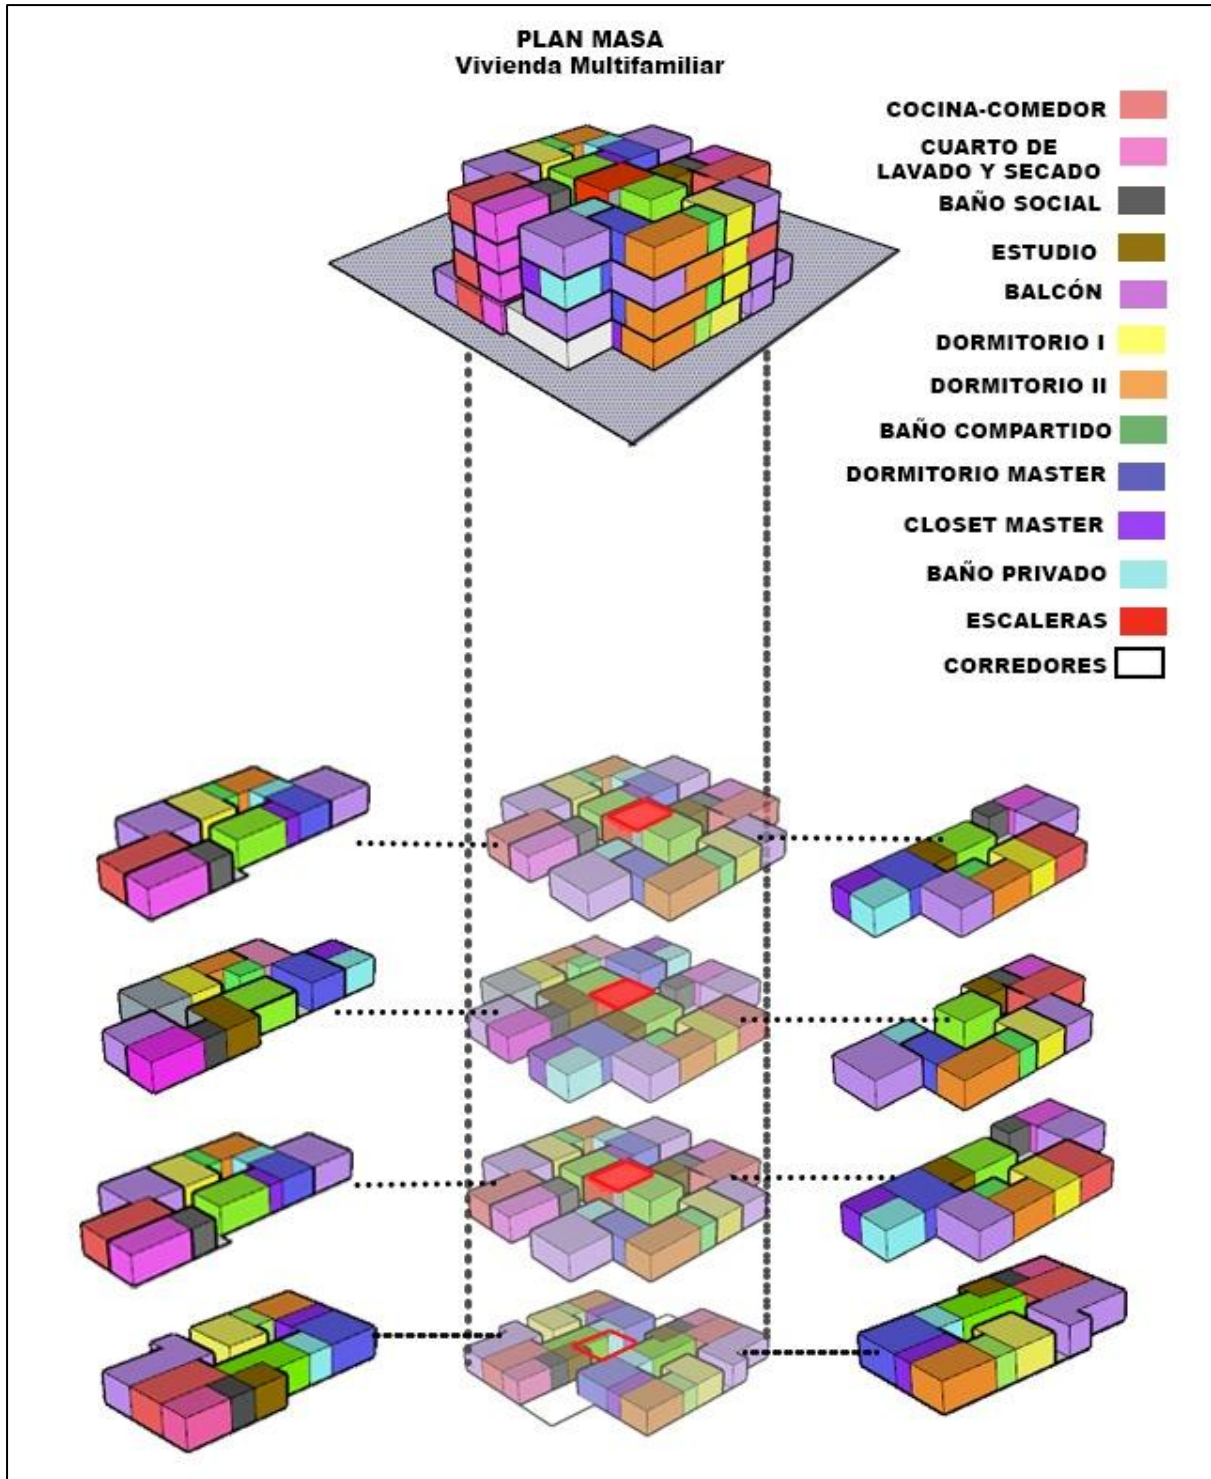 PLAN MASA
Vivienda Multifamiliar
COCINA-COMEDOR
CUARTO DE
LAVADO Y SECADO
BAÑO SOCIAL
ESTUDIO
BALCÓN
DORMITORIO I
DORMITORIO II
BAÑO COMPARTIDO
DORMITORIO MASTER
CLOSET MASTER
BAÑO PRIVADO
ESCALERAS
CORREDORES